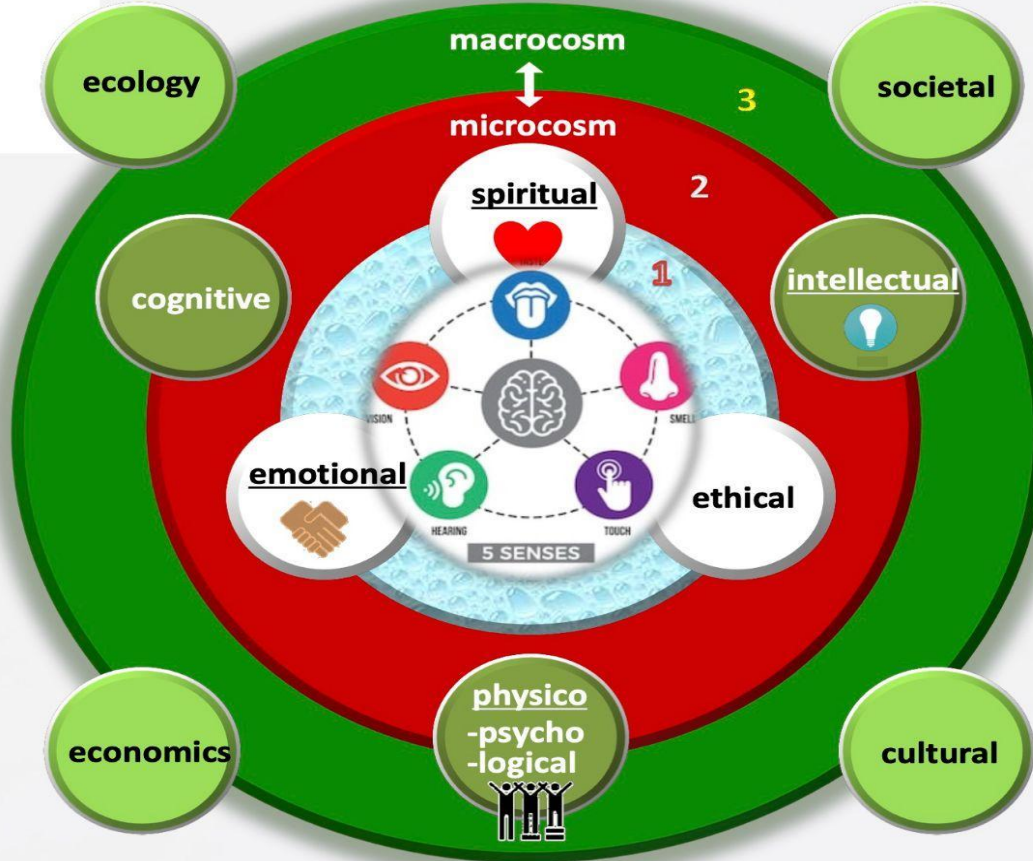 macrocosm
microcosm
ecology
societal
3
2
spiritual
1
cognitive
intellectual
VISION
SMELL
emotional
ethical
HEARING
TOUCH
5 SENSES
physico
-psycho
-logical
economics
cultural